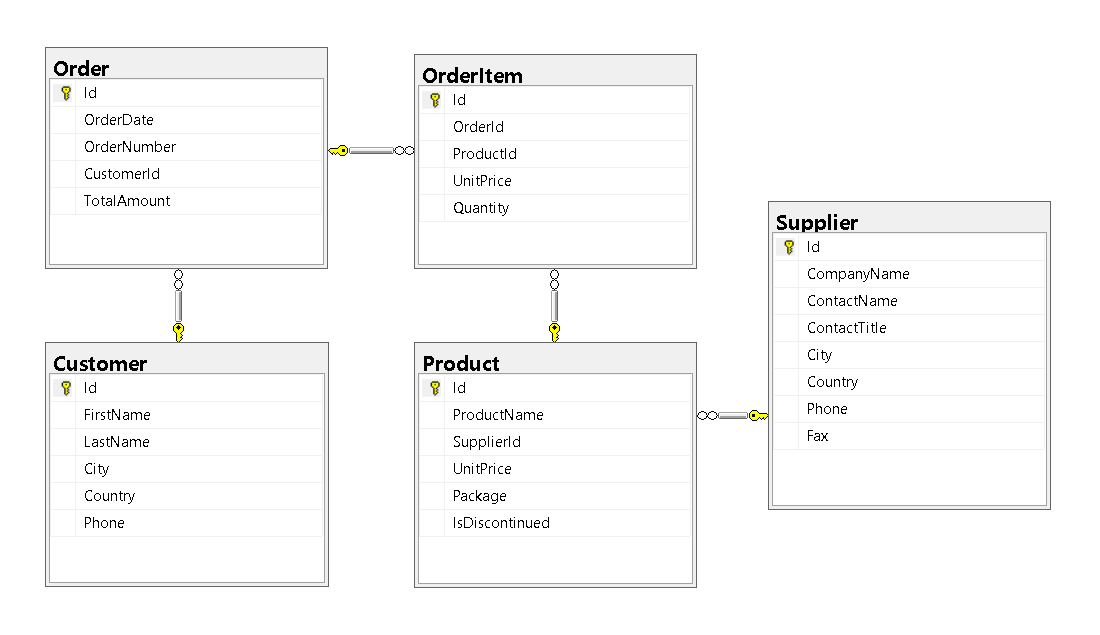 Order
Id
OrderDate
OrderNumber
CustomerId
TotalAmount
OrderItem
Id
OrderId
ProductId
UnitPrice
Quantity
Supplier
Id
CompanyName
ContactName
ContactTitle
City
Country
Phone
Fax
Customer
Id
FirstName
LastName
City
Country
Phone
Product
Id
ProductName
SupplierId
UnitPrice
Package
IsDiscontinued